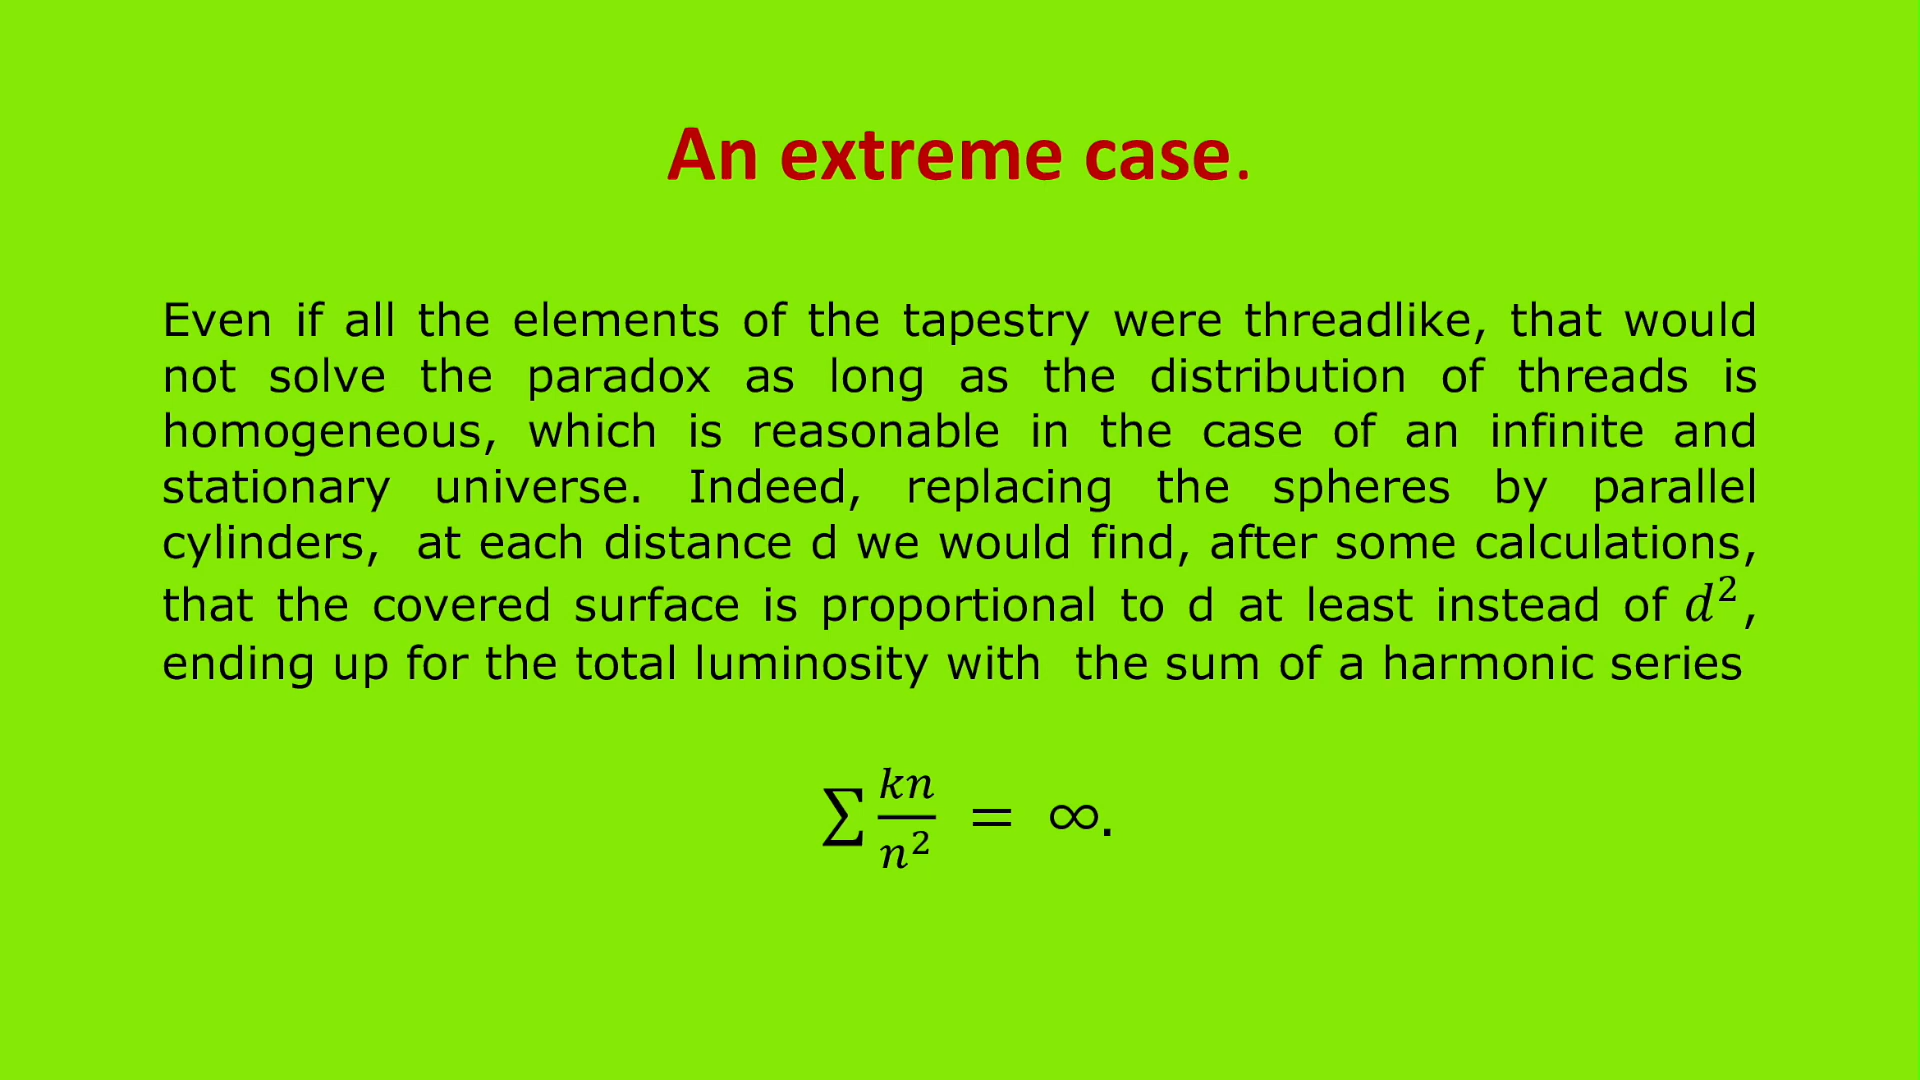 An extreme case.
Even if all the elements of the tapestry were threadlike, that would
not solve the paradox as long as the distribution of threads is
homogeneous, which is reasonable in the case of an infinite and
stationary universe. Indeed, replacing the spheres by parallel
cylinders, at each distance d we would find, after some calculations,
that the covered surface is proportional to d at least instead of d²,
ending up for the total luminosity with the sum of a harmonic series
∑ kn/n² = ∞.